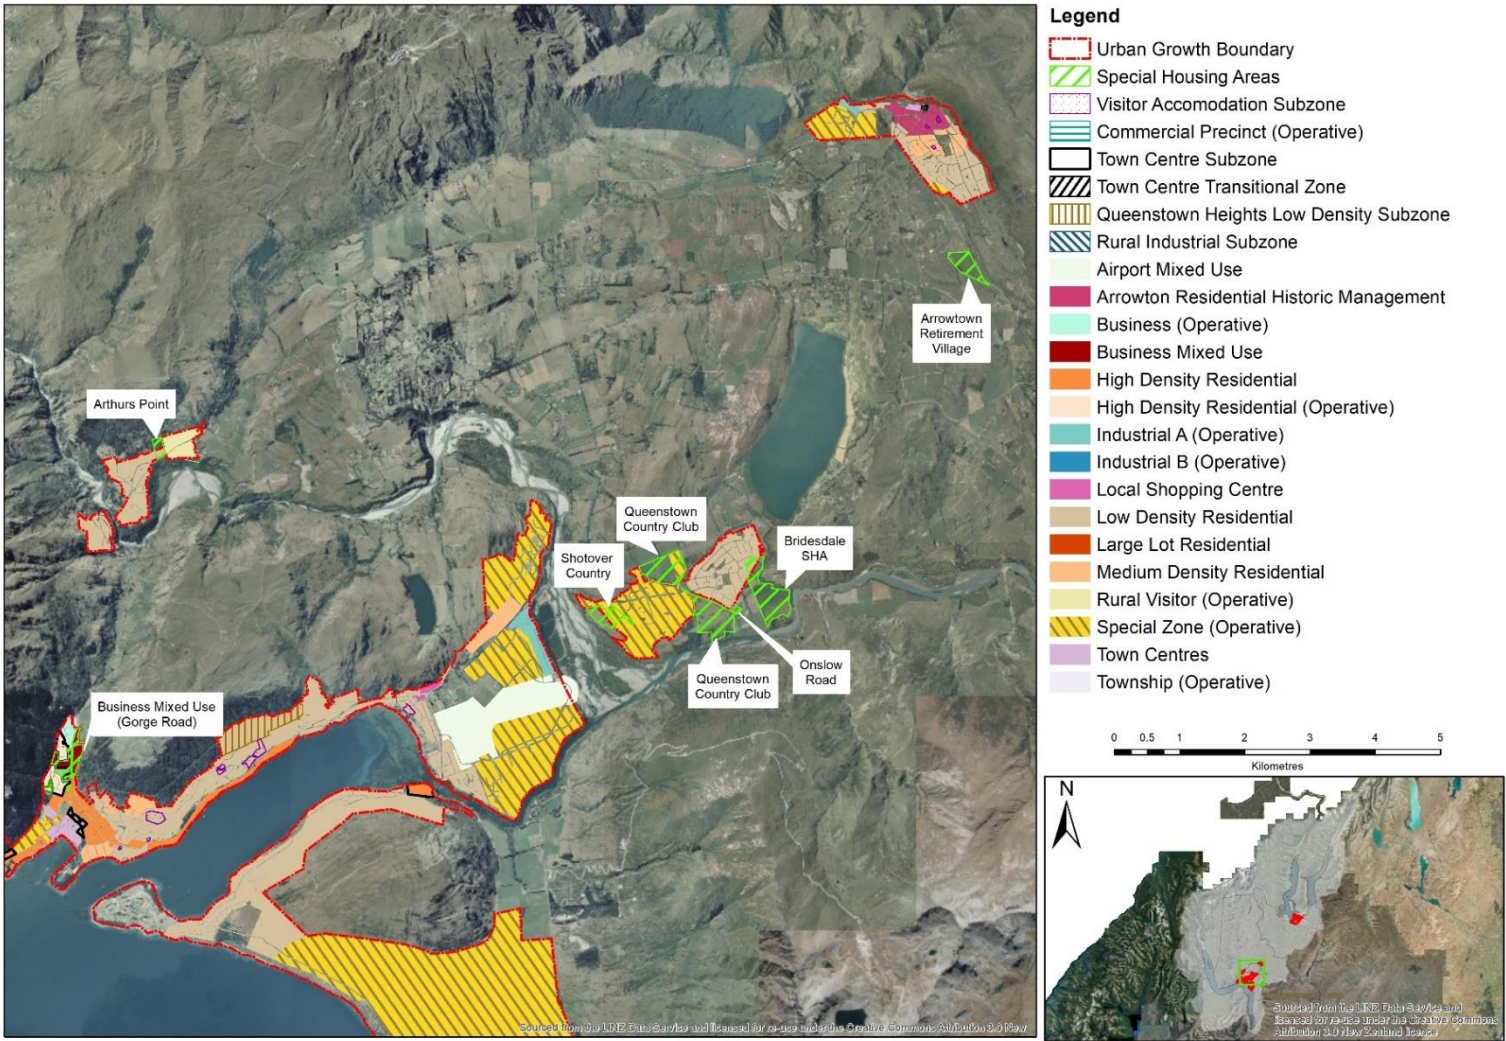 Arrowtown
Retirement
Village
Arthurs Point
Queenstown
Country Club
Shotover
Country
Bridesdale
SHA
Onslow
Road
Queenstown
Country Club
Business Mixed Use
(Gorge Road)
Sourced from the LINZ Data Service and licensed for re-use under the Creative Commons Attribution 3.0 New
Legend
Urban Growth Boundary
Special Housing Areas
Visitor Accomodation Subzone
Commercial Precinct (Operative)
Town Centre Subzone
Town Centre Transitional Zone
Queenstown Heights Low Density Subzone
Rural Industrial Subzone
Airport Mixed Use
Arrowton Residential Historic Management
Business (Operative)
Business Mixed Use
High Density Residential
High Density Residential (Operative)
Industrial A (Operative)
Industrial B (Operative)
Local Shopping Centre
Low Density Residential
Large Lot Residential
Medium Density Residential
Rural Visitor (Operative)
Special Zone (Operative)
Town Centres
Township (Operative)
0 0.5 1 2 3 4 5
Kilometres
N
Sourced from the LINZ Data Service and
licensed for re-use under the Creative Commons
Attribution 3.0 New Zealand licence